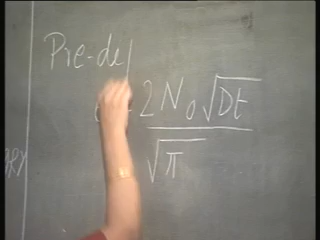 Pre-de
= 2N₀√Dt / √π